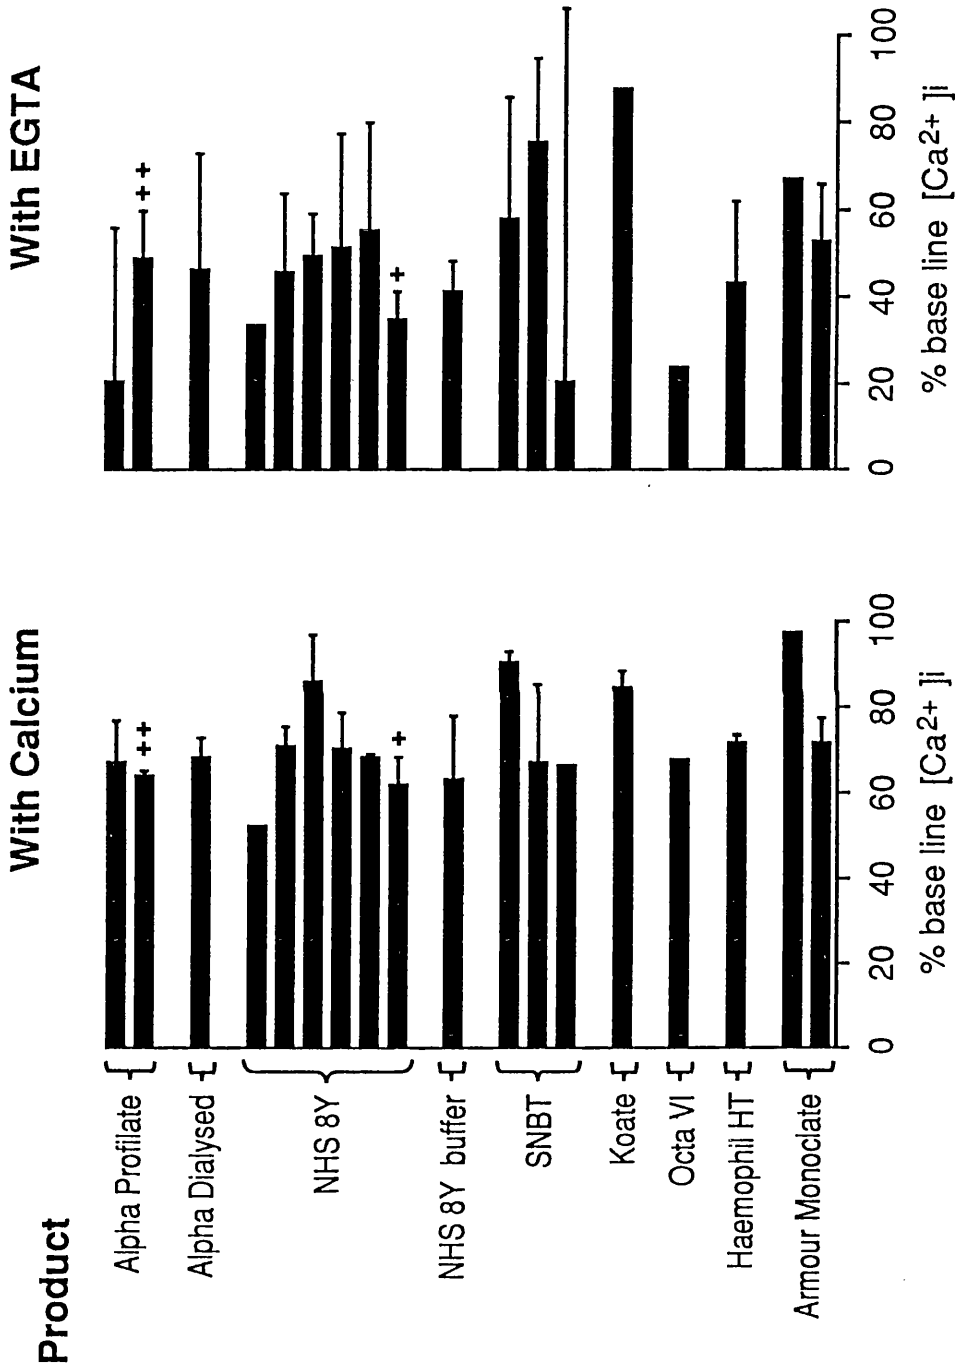 Product
With Calcium
With EGTA
Alpha Profilate
++
++
Alpha Dialysed
NHS 8Y
+
+
NHS 8Y buffer
SNBT
Koate
Octa VI
Haemophil HT
Armour Monoclate
0 20 40 60 80 100
0 20 40 60 80 100
% base line [Ca2+ ]i
% base line [Ca2+ ]i